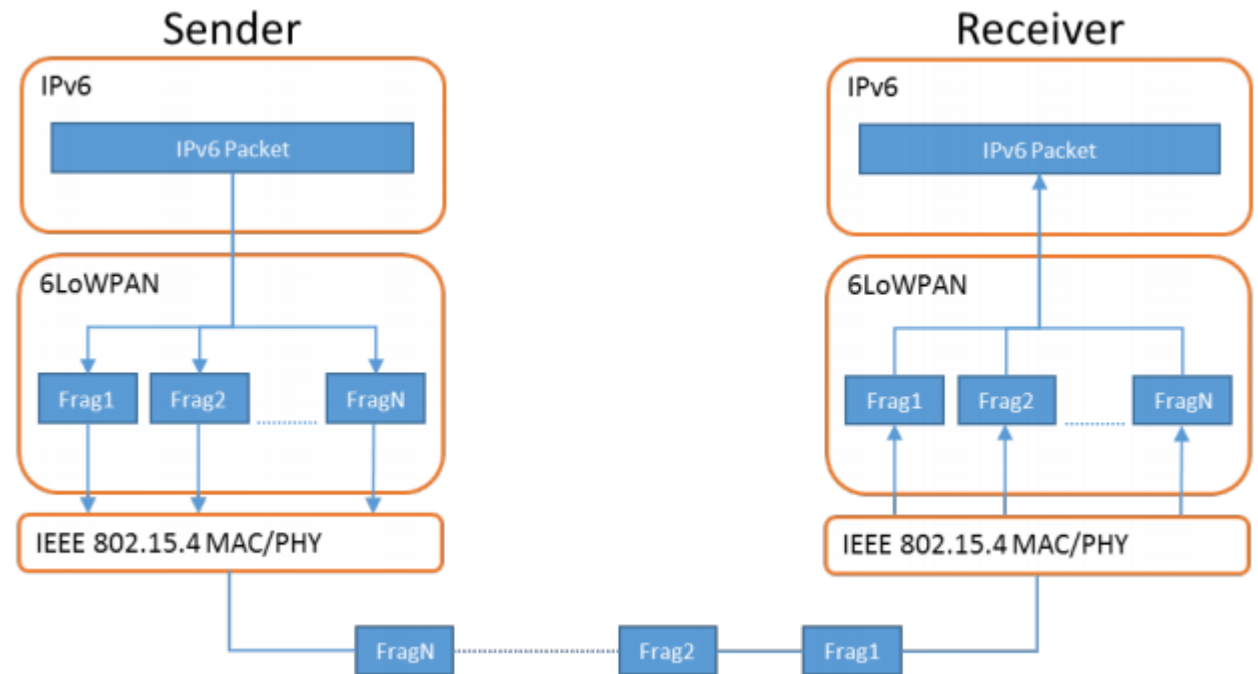 Sender
IPv6
IPv6 Packet
6LoWPAN
Frag1 Frag2 FragN
IEEE 802.15.4 MAC/PHY
Receiver
IPv6
IPv6 Packet
6LoWPAN
Frag1 Frag2 FragN
IEEE 802.15.4 MAC/PHY
FragN Frag2 Frag1